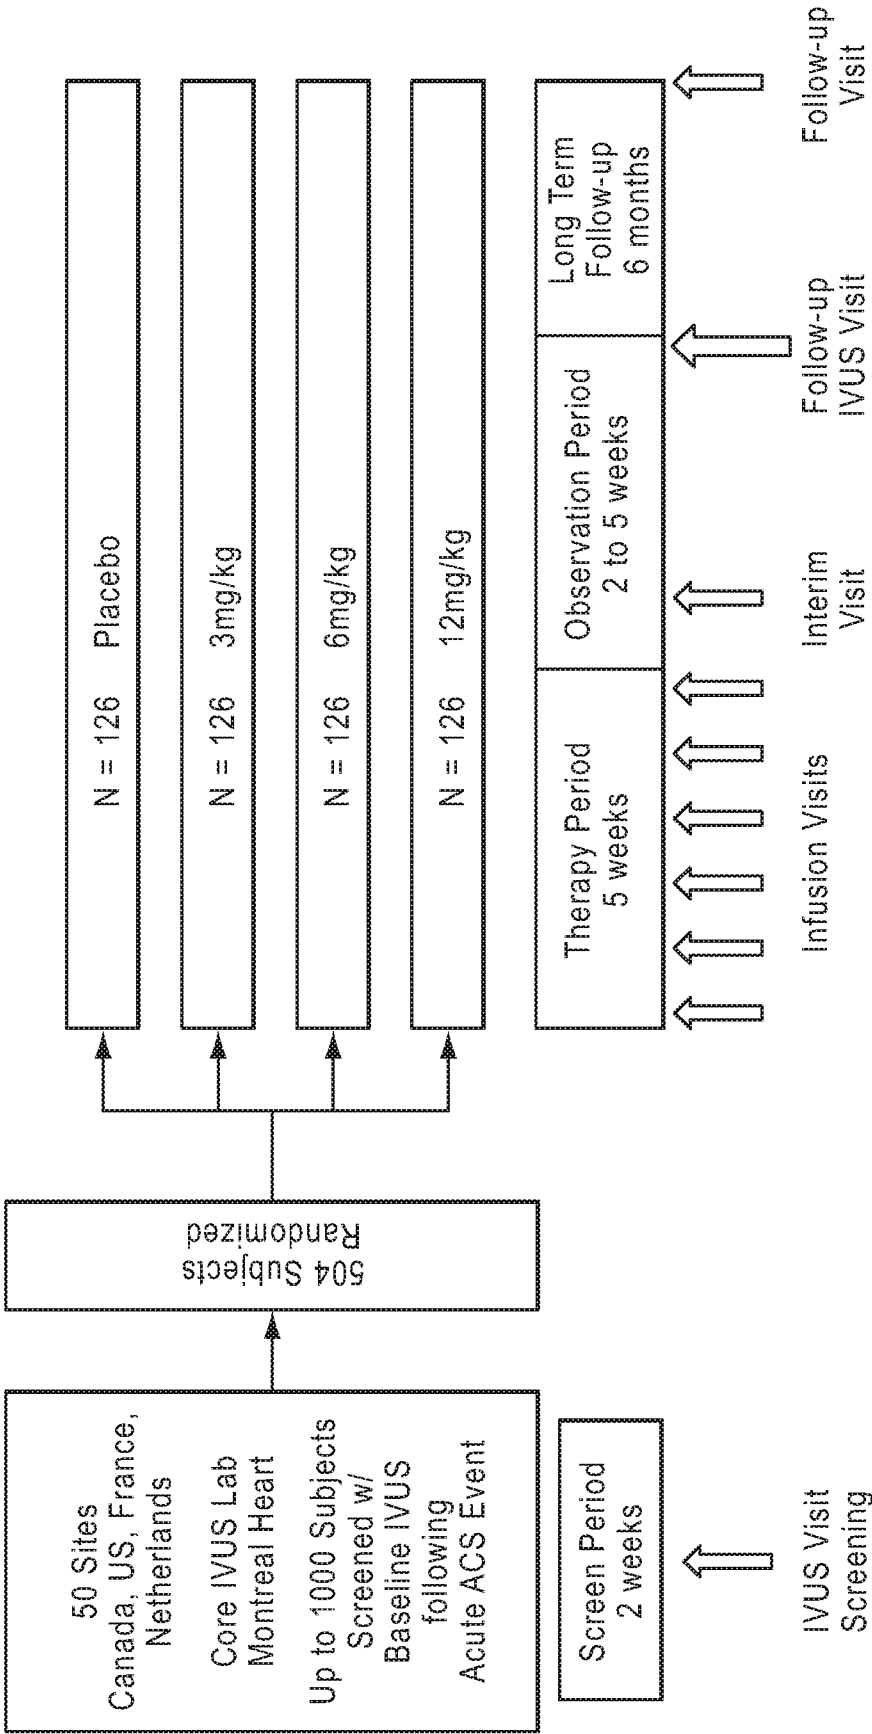 50 Sites
Canada, US, France,
Netherlands
Core IVUS Lab
Montreal Heart
Up to 1000 Subjects
Screened w/
Baseline IVUS
following
Acute ACS Event
504 Subjects
Randomized
N = 126 Placebo
N = 126 3mg/kg
N = 126 6mg/kg
N = 126 12mg/kg
Screen Period
2 weeks
Therapy Period
5 weeks
Observation Period
2 to 5 weeks
Long Term
Follow-up
6 months
IVUS Visit
Screening
Infusion Visits
Interim
Visit
Follow-up
IVUS Visit
Follow-up
Visit